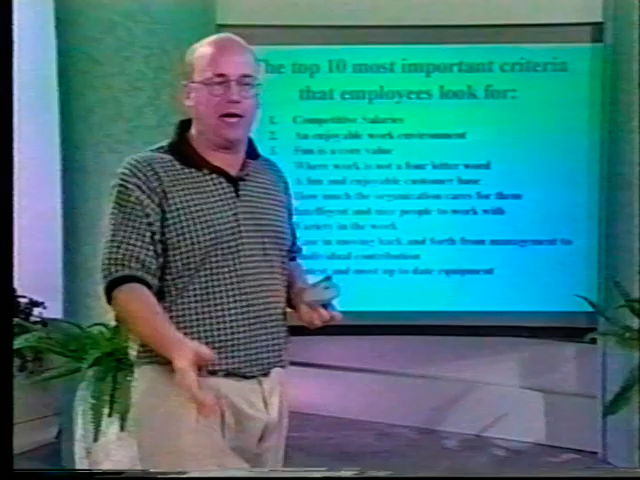 The top 10 most important criteria
that employees look for:
1. Competitive Salaries
2. An enjoyable work environment
3. Fun is a core value
Where work is not a four letter word
A fun and enjoyable customer base
How much the organization cares for them
Intelligent and nice people to work with
Variety in the work
Ease in moving back and forth from management to
individual contribution
and most up to date equipment